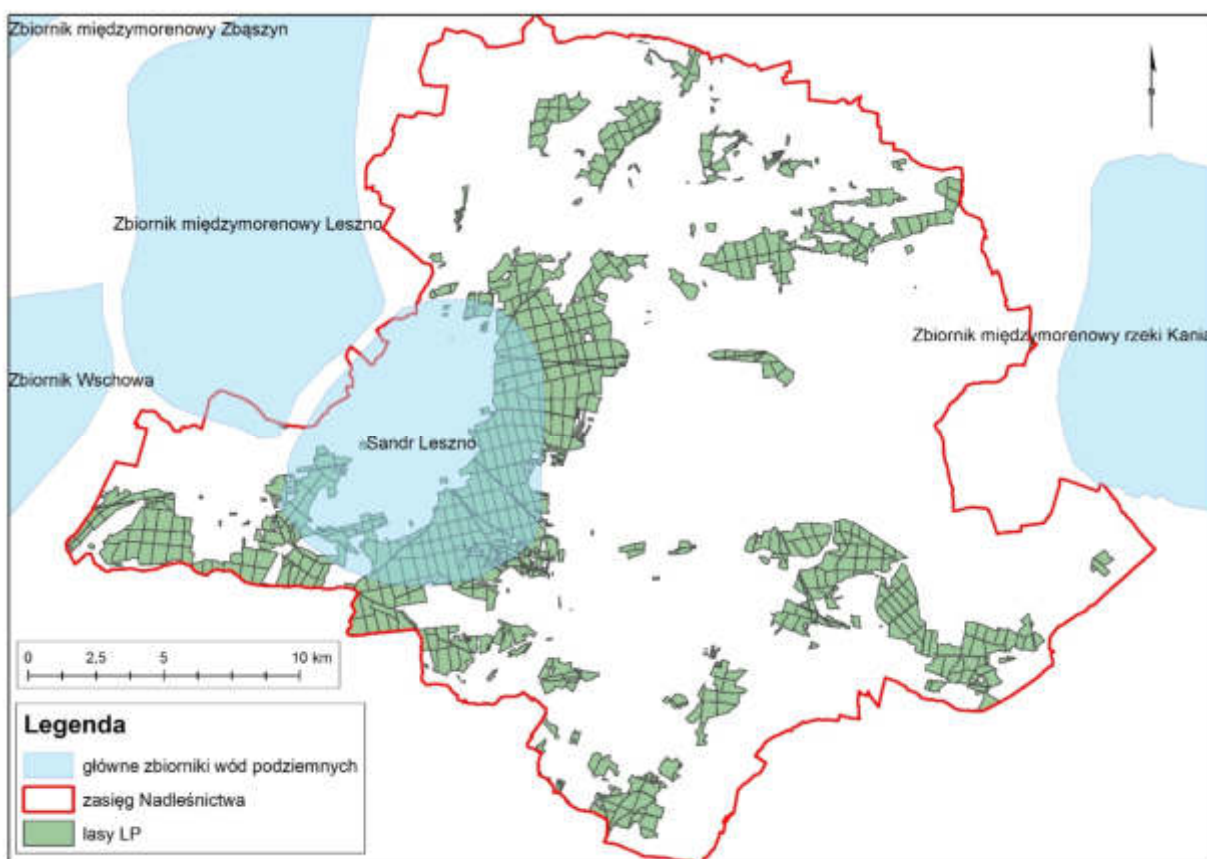 Zbiornik międzymorenowy Zbąszyn
Zbiornik międzymorenowy Leszno
Zbiornik międzymorenowy rzeki Kania
Zbiornik Wschowa
Sandr Leszno
0 2,5 5 10 km
Legenda
główne zbiorniki wód podziemnych
zasięg Nadleśnictwa
lasy LP